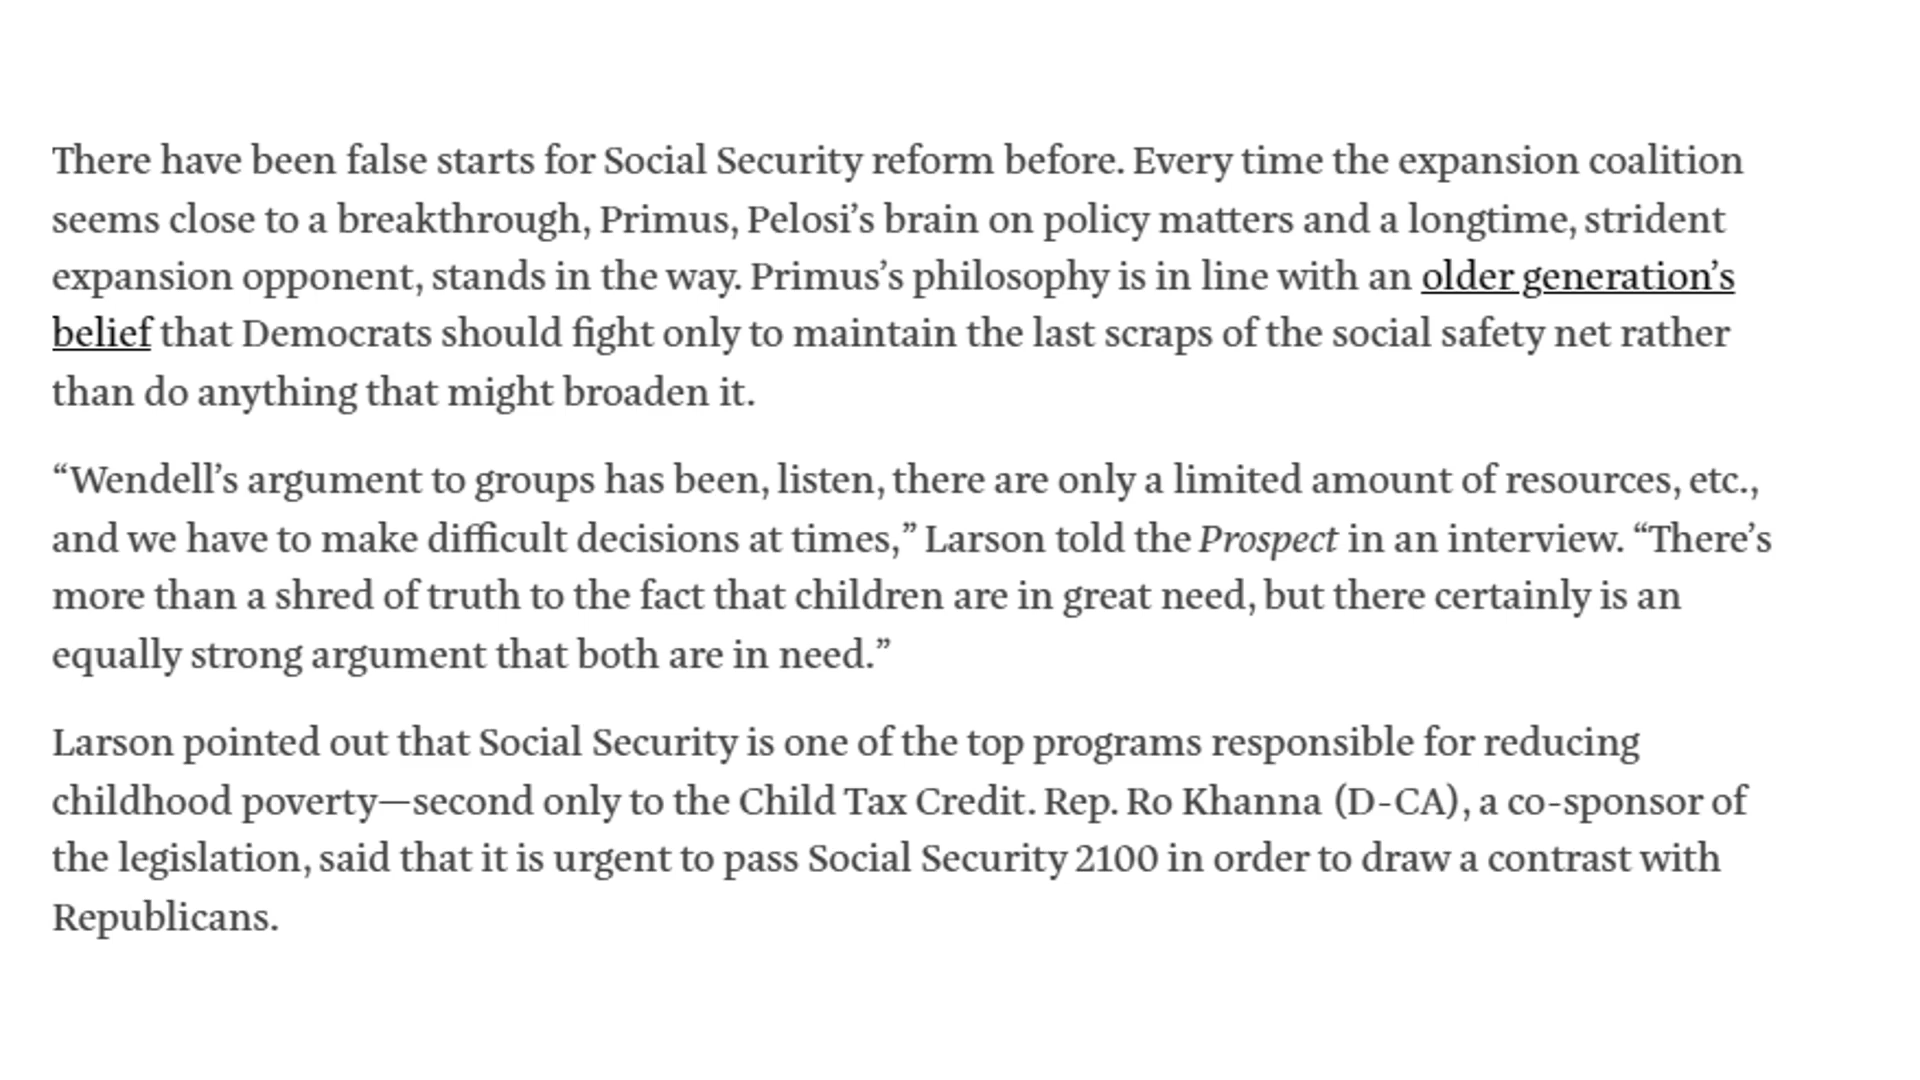 There have been false starts for Social Security reform before. Every time the expansion coalition
seems close to a breakthrough, Primus, Pelosi’s brain on policy matters and a longtime, strident
expansion opponent, stands in the way. Primus’s philosophy is in line with an older generation’s
belief that Democrats should fight only to maintain the last scraps of the social safety net rather
than do anything that might broaden it.
“Wendell’s argument to groups has been, listen, there are only a limited amount of resources, etc.,
and we have to make difficult decisions at times,” Larson told the Prospect in an interview. “There’s
more than a shred of truth to the fact that children are in great need, but there certainly is an
equally strong argument that both are in need.”
Larson pointed out that Social Security is one of the top programs responsible for reducing
childhood poverty—second only to the Child Tax Credit. Rep. Ro Khanna (D-CA), a co-sponsor of
the legislation, said that it is urgent to pass Social Security 2100 in order to draw a contrast with
Republicans.